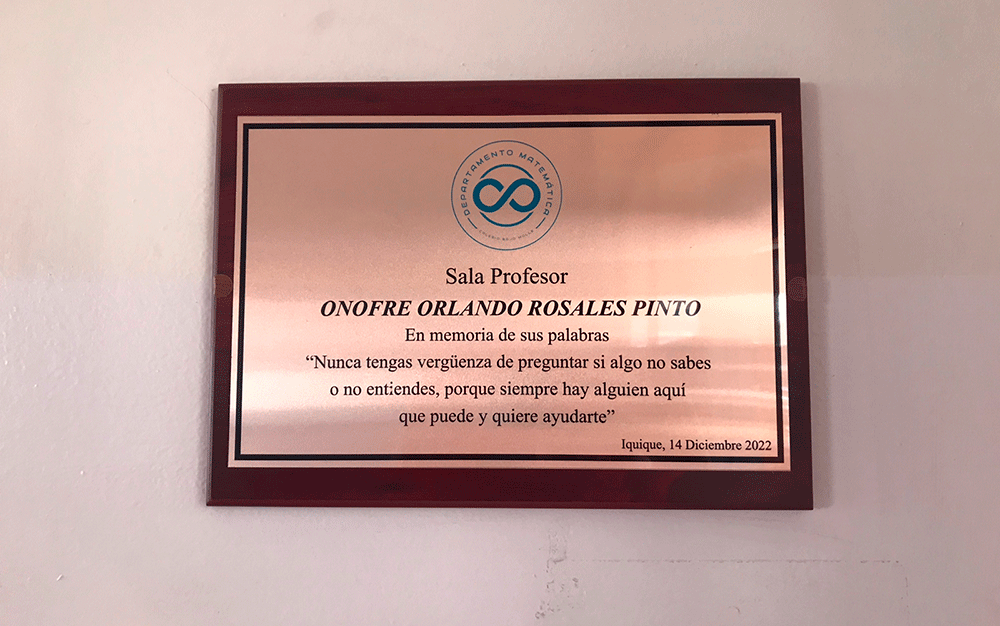 DEPARTAMENTO MATEMÁTICA
Sala Profesor
ONOFRE ORLANDO ROSALES PINTO
En memoria de sus palabras
“Nunca tengas vergüenza de preguntar si algo no sabes
o no entiendes, porque siempre hay alguien aquí
que puede y quiere ayudarte”
Iquique, 14 Diciembre 2022